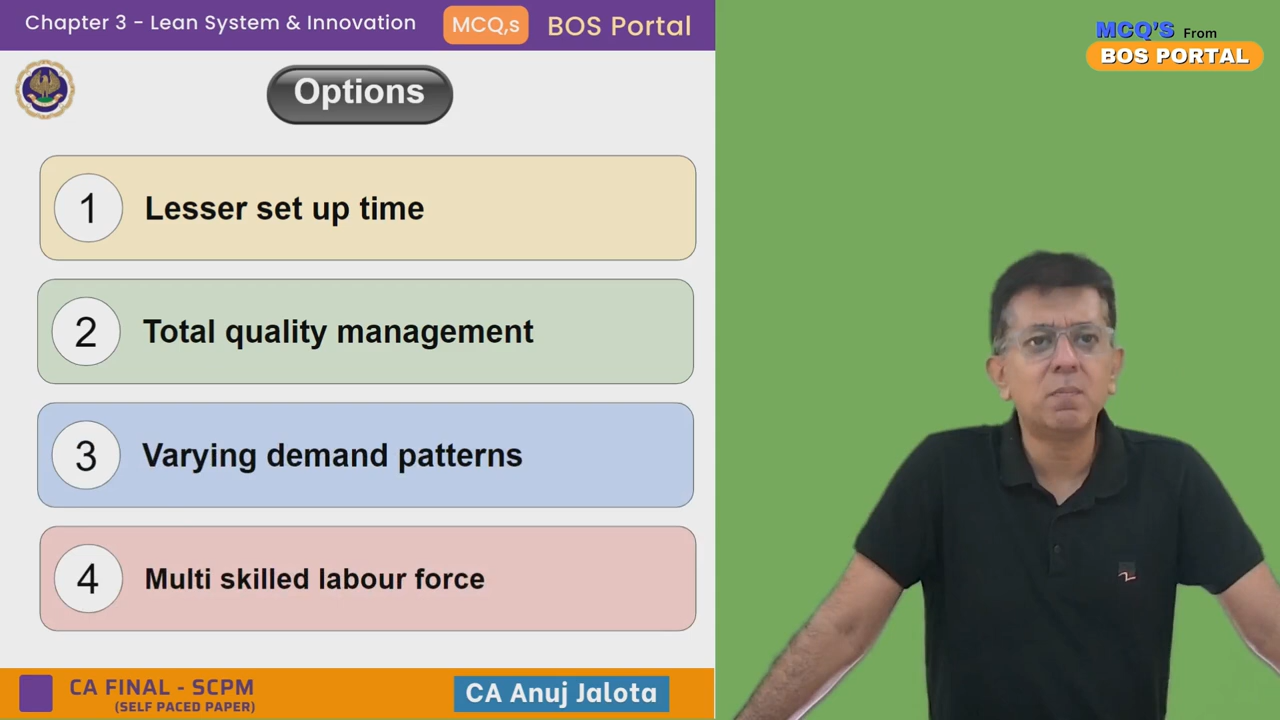 Chapter 3 - Lean System & Innovation MCQ,s BOS Portal
MCQ'S From
BOS PORTAL
Options
1 Lesser set up time
2 Total quality management
3 Varying demand patterns
4 Multi skilled labour force
CA FINAL - SCPM
(SELF PACED PAPER)
CA Anuj Jalota